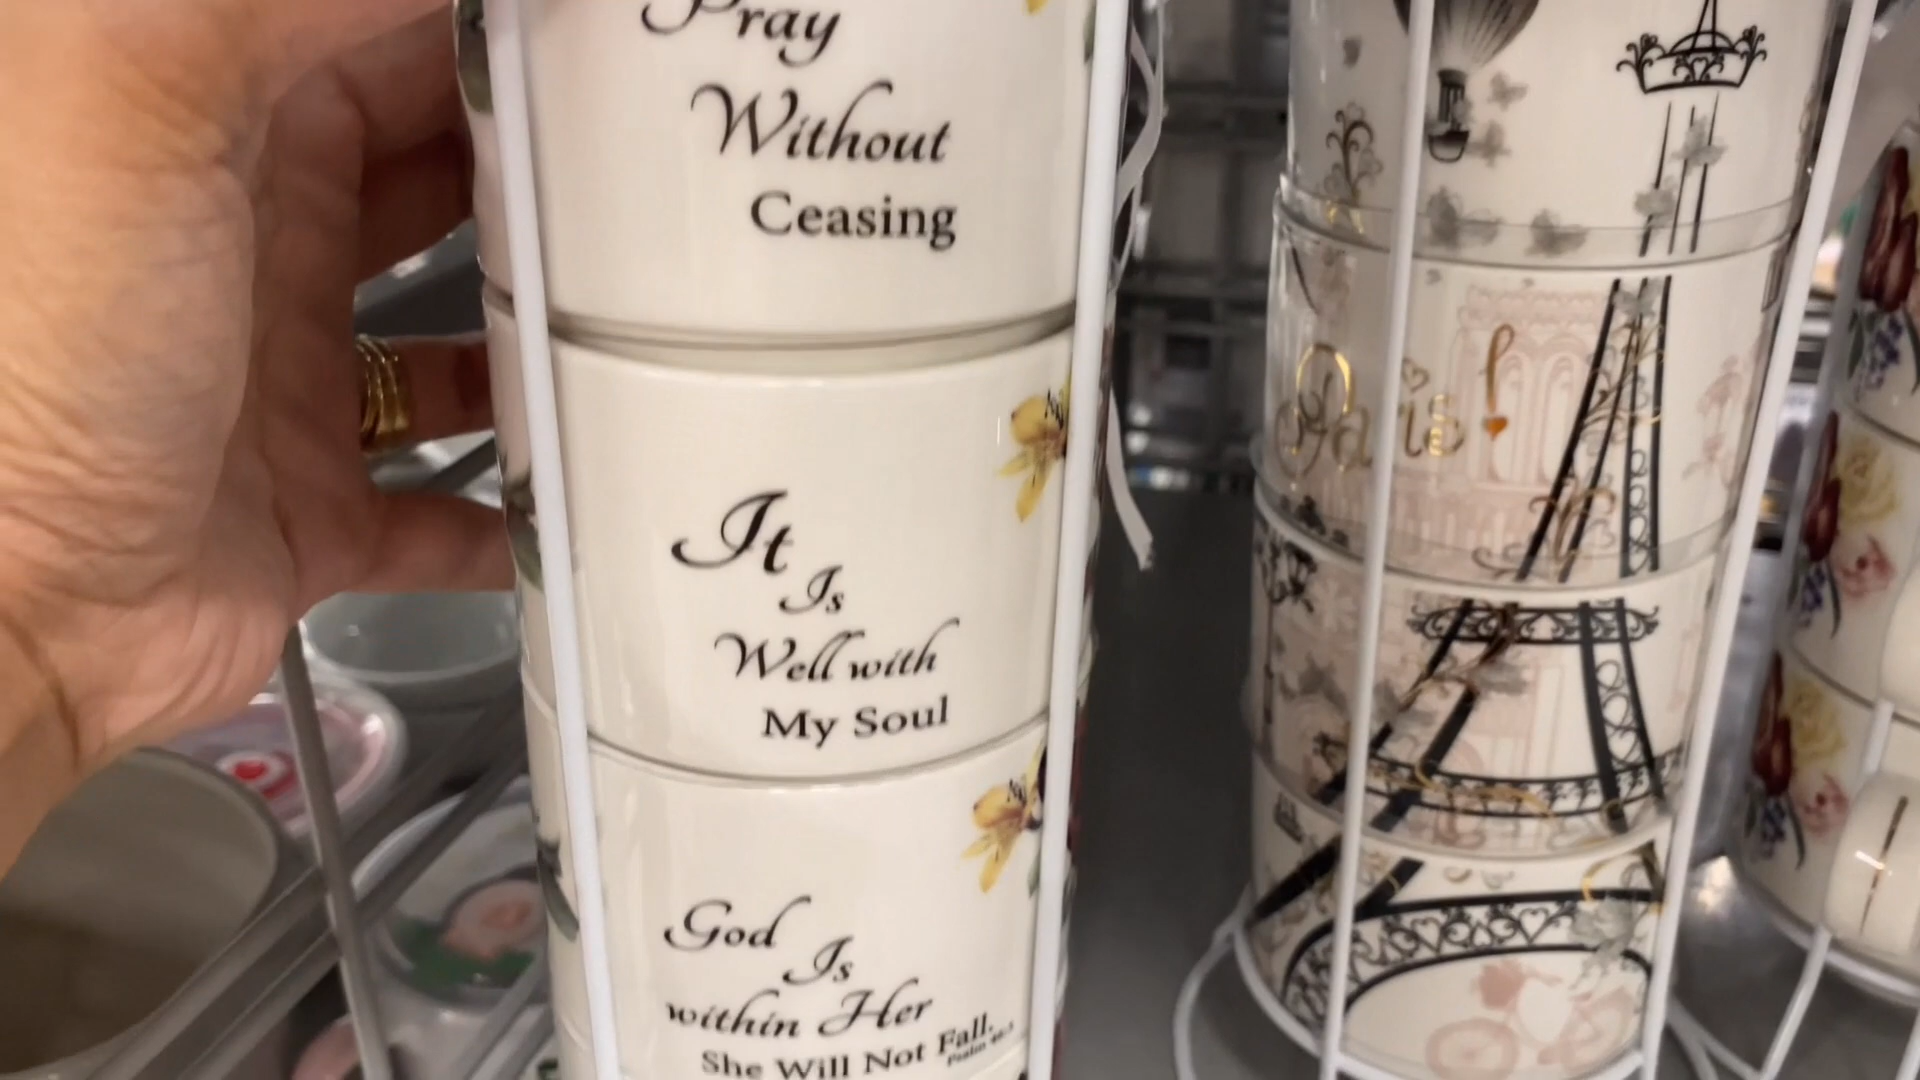 Pray
Without
Ceasing
It
Is
Well with
My Soul
God
Is
within Her
She Will Not Fall.
Paris!